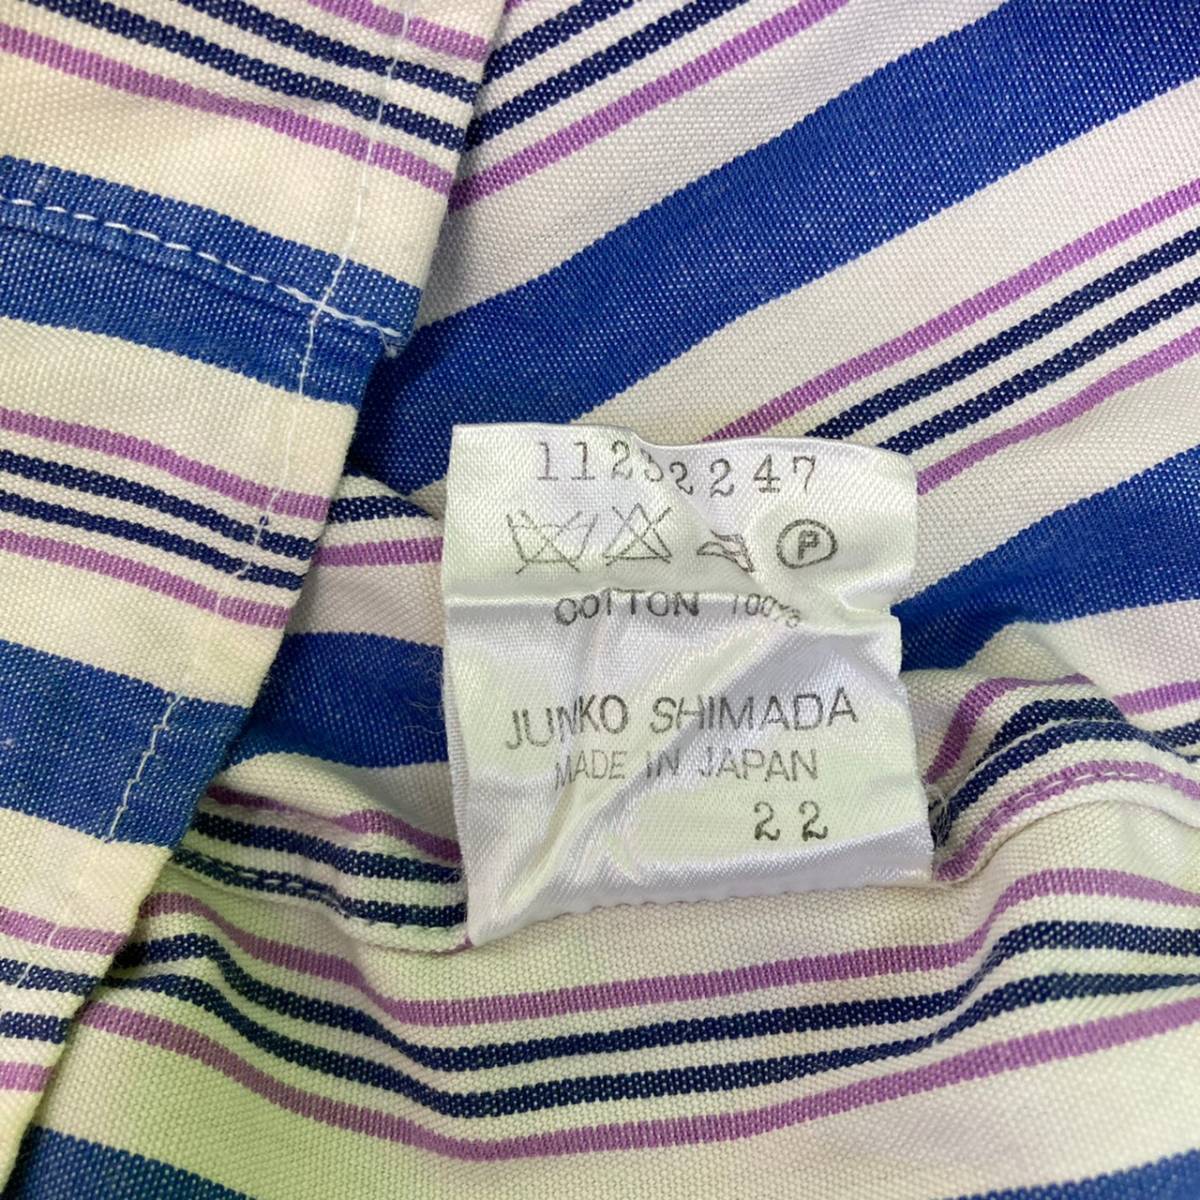 11232247
P
COTTON 100%
JUNKO SHIMADA
MADE IN JAPAN
22